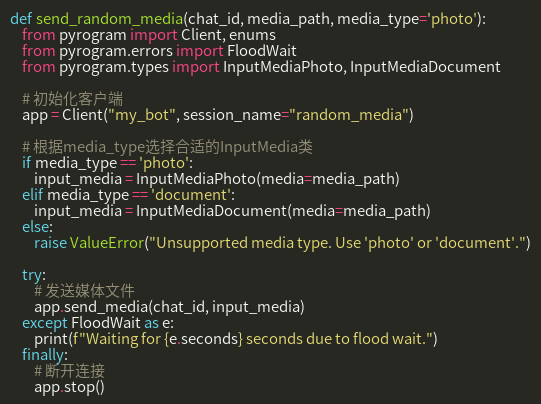 def send_random_media(chat_id, media_path, media_type='photo'):
from pyrogram import Client, enums
from pyrogram.errors import FloodWait
from pyrogram.types import InputMediaPhoto, InputMediaDocument
# 初始化客户端
app = Client("my_bot", session_name="random_media")
# 根据media_type选择合适的InputMedia类
if media_type == 'photo':
input_media = InputMediaPhoto(media=media_path)
elif media_type == 'document':
input_media = InputMediaDocument(media=media_path)
else:
raise ValueError("Unsupported media type. Use 'photo' or 'document'.")
try:
# 发送媒体文件
app.send_media(chat_id, input_media)
except FloodWait as e:
print(f"Waiting for {e.seconds} seconds due to flood wait.")
finally:
# 断开连接
app.stop()